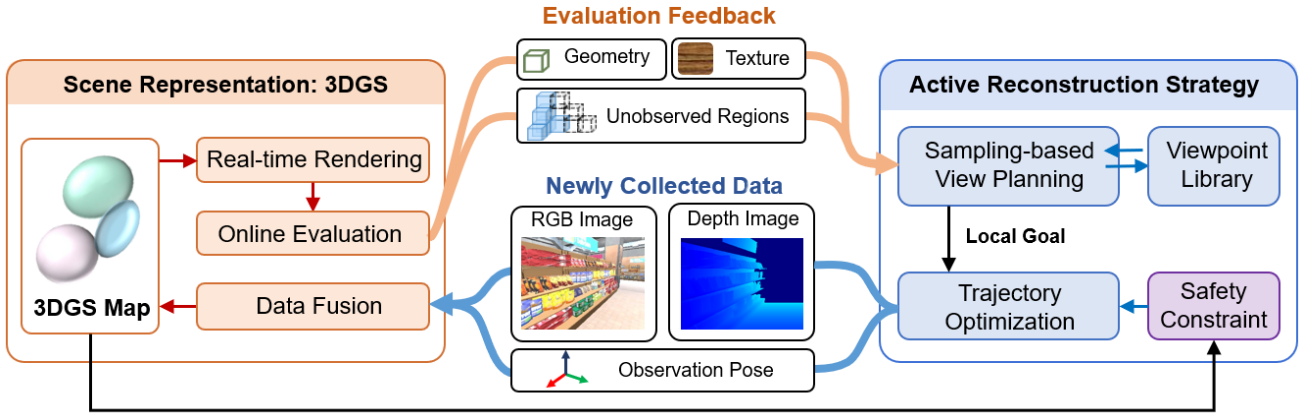 Evaluation Feedback
Geometry
Texture
Unobserved Regions
Scene Representation: 3DGS
Real-time Rendering
Online Evaluation
Data Fusion
3DGS Map
Newly Collected Data
RGB Image
Depth Image
Observation Pose
Active Reconstruction Strategy
Sampling-based
View Planning
Viewpoint
Library
Local Goal
Trajectory
Optimization
Safety
Constraint